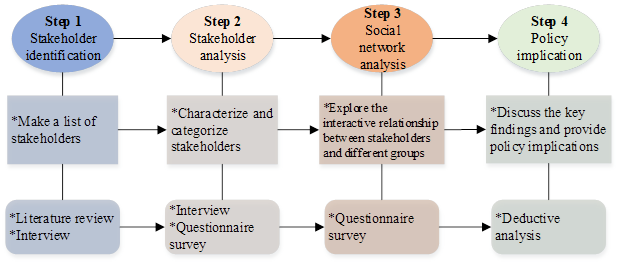 Step 1
Stakeholder
identification
Step 2
Stakeholder
analysis
Step 3
Social
network
analysis
Step 4
Policy
implication
*Make a list of
stakeholders
*Characterize and
categorize
stakeholders
*Explore the
interactive relationship
between stakeholders
and different groups
*Discuss the key
findings and provide
policy implications
*Literature review
*Interview
*Interview
*Questionnaire
survey
*Questionnaire
survey
*Deductive
analysis